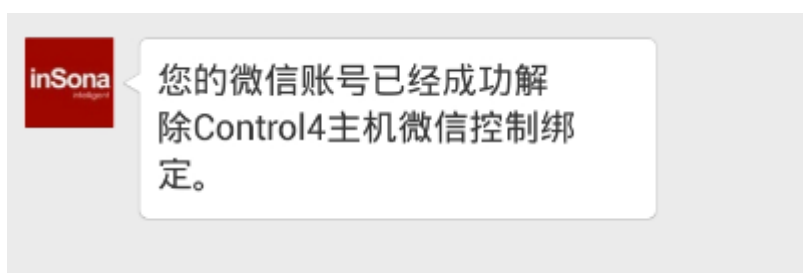 inSona
intelligent
您的微信账号已经成功解
除Control4主机微信控制绑
定。